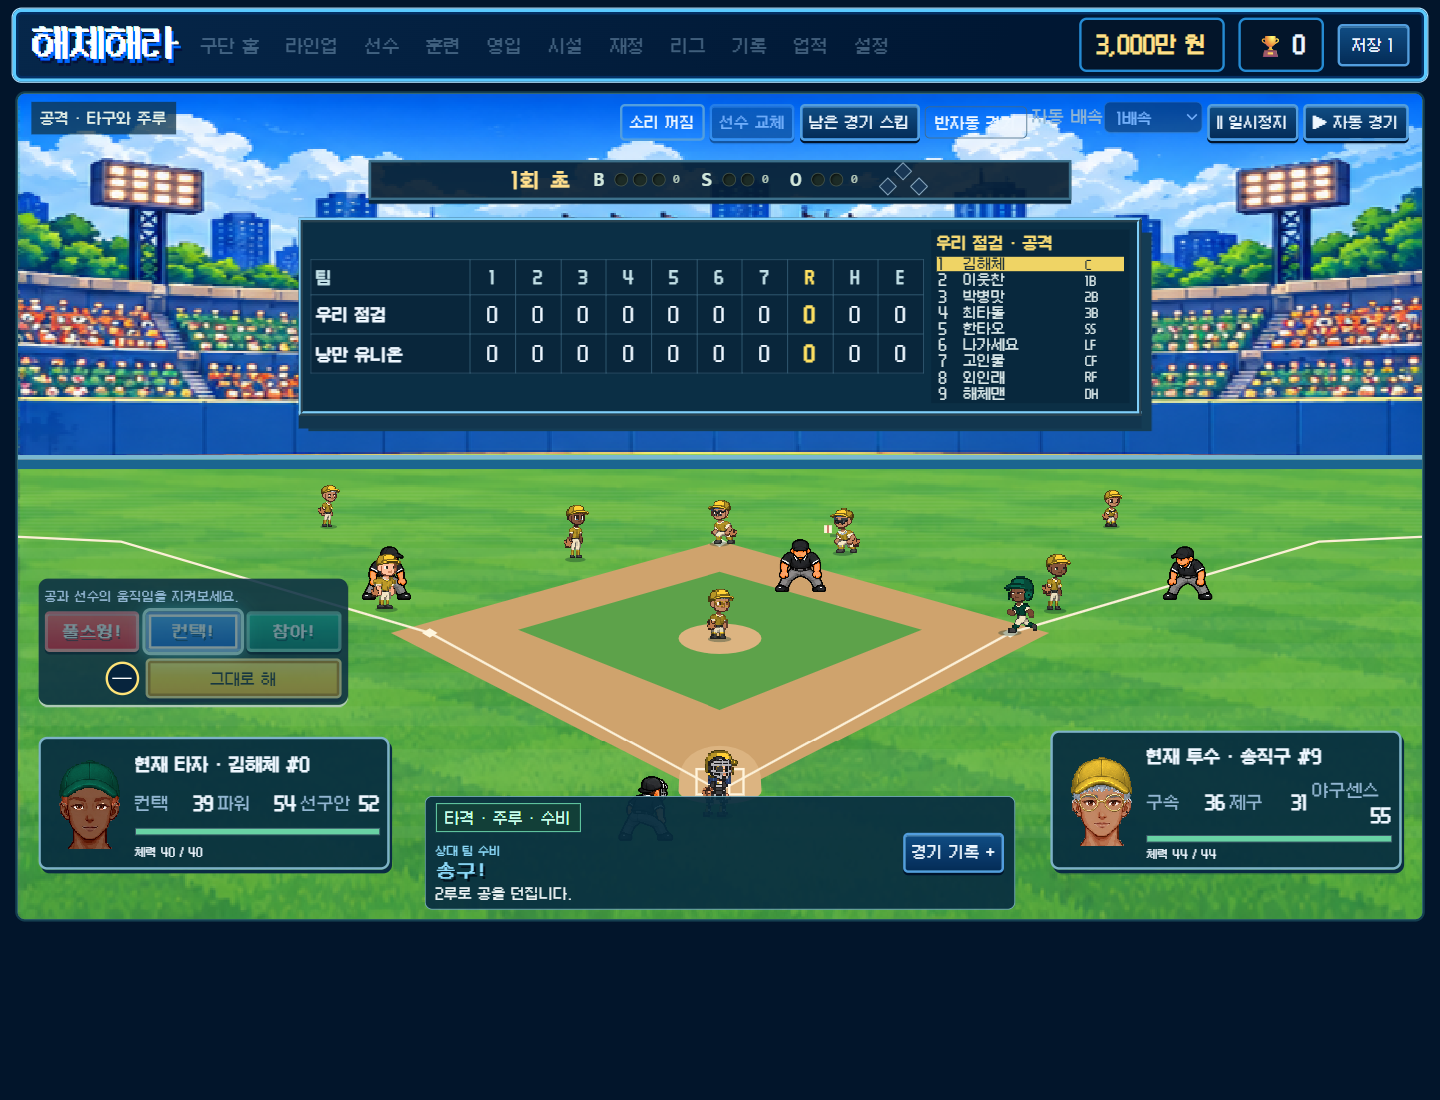 해체해라
구단 홈 라인업 선수 훈련 영입 시설 재정 리그 기록 업적 설정
3,000만 원
0
저장 1
공격 · 타구와 주루
소리 꺼짐
선수 교체
남은 경기 스킵
반자동
자동 배속
1배속
Ⅱ 일시정지
▶ 자동 경기
1회 초 B 0 S 0 O 0
팀 1 2 3 4 5 6 7 R H E
우리 점검 0 0 0 0 0 0 0 0 0 0
낭만 유니온 0 0 0 0 0 0 0 0 0 0
우리 점검 · 공격
1 김해체 C
2 이웃찬 1B
3 박병맛 2B
4 최타돌 3B
5 한타오 SS
6 나가세요 LF
7 고인물 CF
8 외인래 RF
9 해체맨 DH
공과 선수의 움직임을 지켜보세요.
풀스윙!
컨택!
참아!
그대로 해
현재 타자 · 김해체 #0
컨택 39 파워 54 선구안 52
체력 40 / 40
타격 · 주루 · 수비
상대 팀 수비
송구!
2루로 공을 던집니다.
경기 기록 +
현재 투수 · 송직구 #9
구속 36 제구 31 야구센스 55
체력 44 / 44